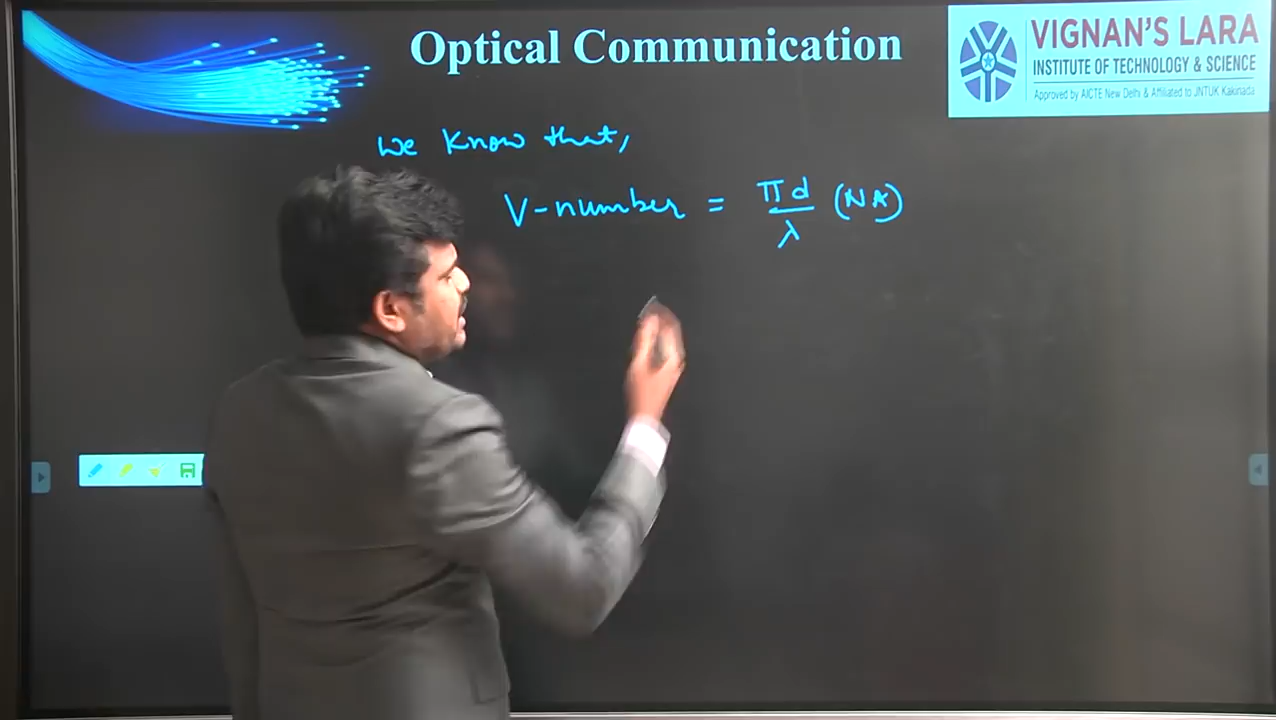 Optical Communication
VIGNAN'S LARA
INSTITUTE OF TECHNOLOGY & SCIENCE
Approved by AICTE New Delhi & Affiliated to JNTUK Kakinada
We Know that,
V-number = πd/λ (NA)